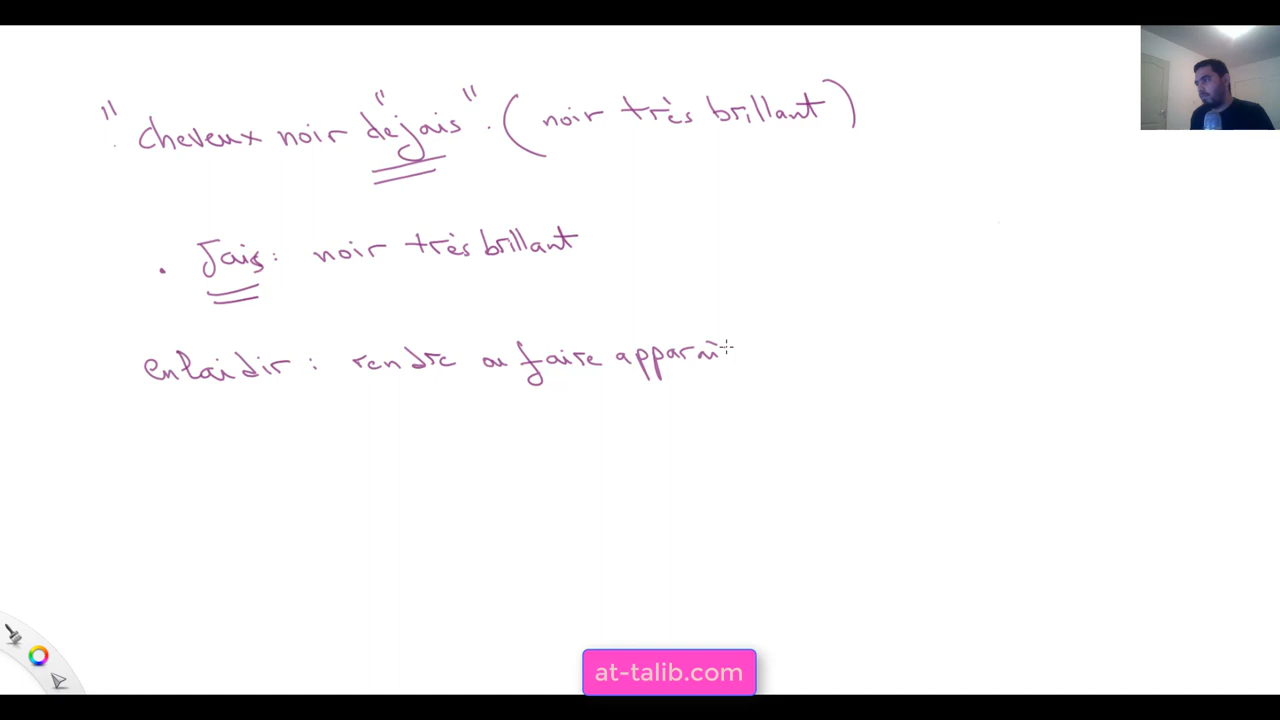 "cheveux noir de "jais". (noir très brillant)
. Jais: noir très brillant
enlaidir : rendre ou faire apparaî
at-talib.com